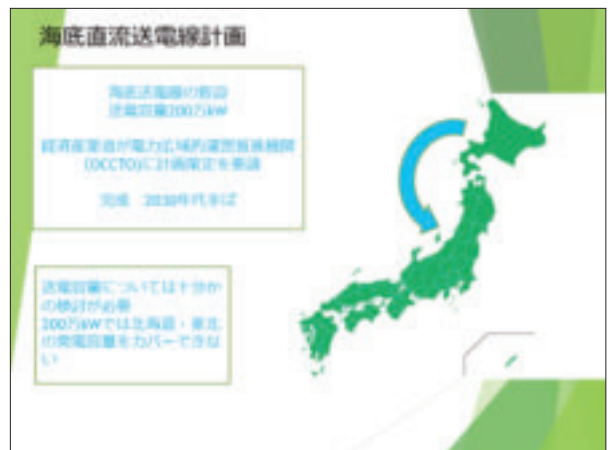 海底直流送電線計画
海底送電線の敷設
送電容量200万kW
経済産業省が電力広域的運営推進機関
(OCCTO)に計画策定を要請
完成 2030年代半ば
送電容量については十分か
の検討が必要
200万kWでは北海道・東北
の発電容量をカバーできな
い